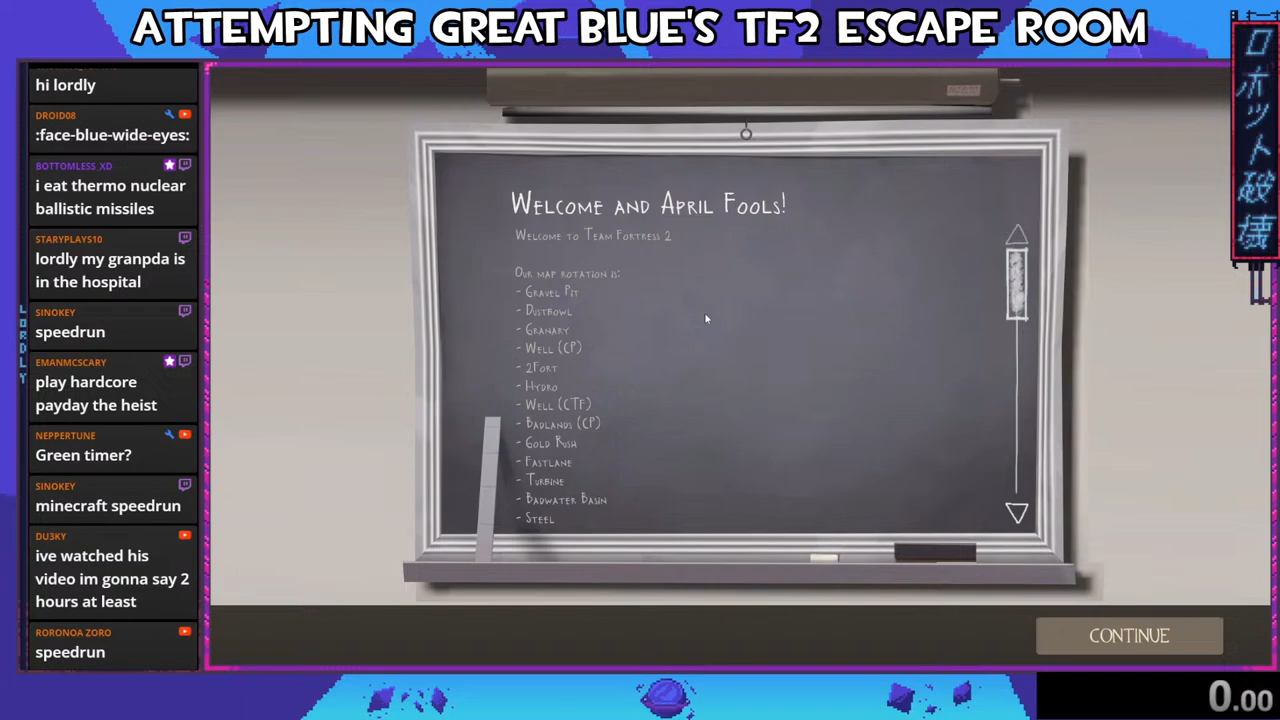 ATTEMPTING GREAT BLUE'S TF2 ESCAPE ROOM
hi lordly
DROID08
:face-blue-wide-eyes:
BOTTOMLESS_XD
i eat thermo nuclear
ballistic missiles
STARYPLAYS10
lordly my granpda is
in the hospital
SINOKEY
speedrun
EMANMCSCARY
play hardcore
payday the heist
NEPPERTUNE
Green timer?
SINOKEY
minecraft speedrun
DU3KY
ive watched his
video im gonna say 2
hours at least
RORONOA ZORO
speedrun
LORDLY
Welcome and April Fools!
Welcome to Team Fortress 2
Our map rotation is:
- Gravel Pit
- Dustbowl
- Granary
- Well (CP)
- 2Fort
- Hydro
- Well (CTF)
- Badlands (CP)
- Gold Rush
- Fastlane
- Turbine
- Badwater Basin
- Steel
CONTINUE
ロボット破壊
0.00